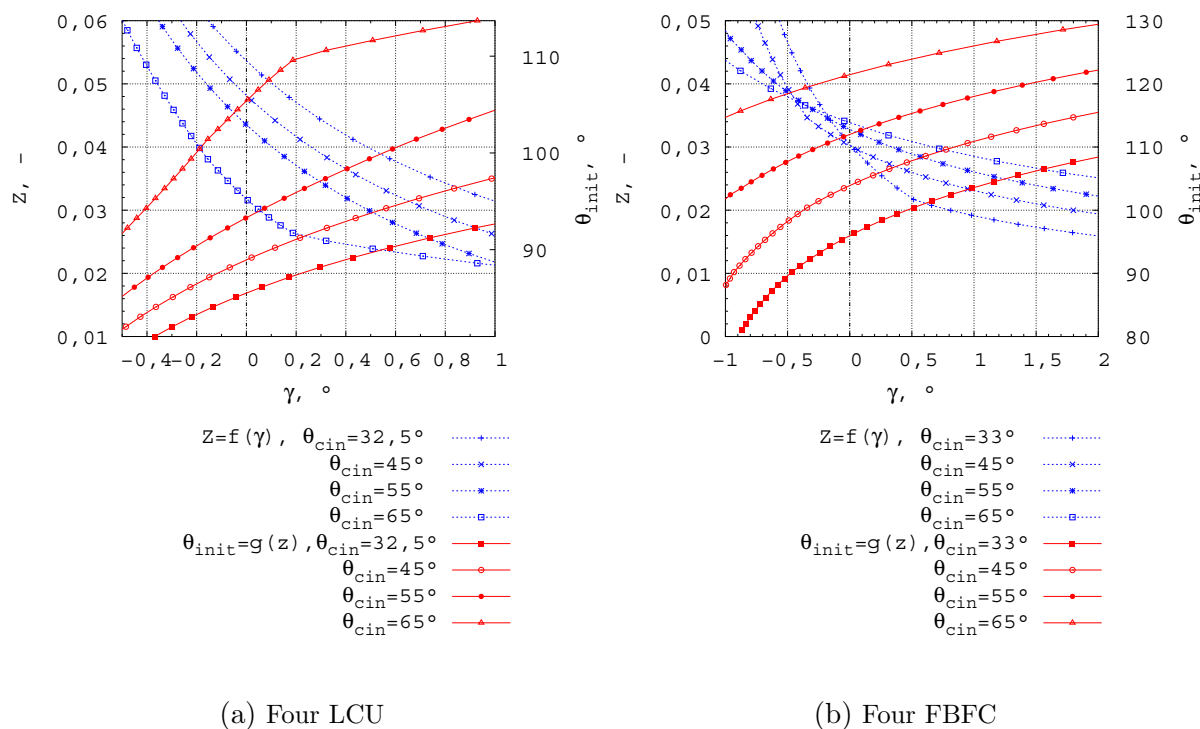 0,06
0,05
0,04
0,03
0,02
0,01
Z, -
110
100
90
θinit, °
-0,4 -0,2 0 0,2 0,4 0,6 0,8 1
γ, °
Z=f(γ), θcin=32,5°
θcin=45°
θcin=55°
θcin=65°
θinit=g(z),θcin=32,5°
θcin=45°
θcin=55°
θcin=65°
(a) Four LCU
0,05
0,04
0,03
0,02
0,01
0
Z, -
130
120
110
100
90
80
θinit, °
-1 -0,5 0 0,5 1 1,5 2
γ, °
Z=f(γ), θcin=33°
θcin=45°
θcin=55°
θcin=65°
θinit=g(z),θcin=33°
θcin=45°
θcin=55°
θcin=65°
(b) Four FBFC